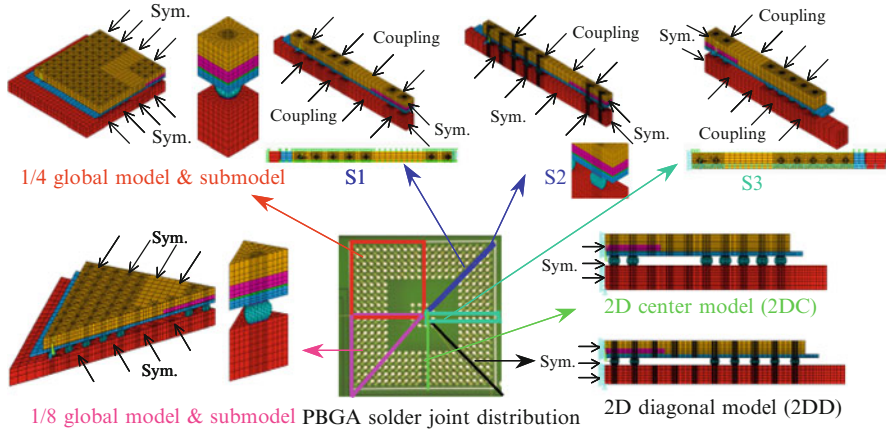 Sym.
Sym.
Coupling
Coupling
Sym.
Coupling
Sym.
Sym.
Sym.
Coupling
1/4 global model & submodel
S1
S2
S3
Sym.
Sym.
Sym.
2D center model (2DC)
Sym.
2D diagonal model (2DD)
1/8 global model & submodel
PBGA solder joint distribution